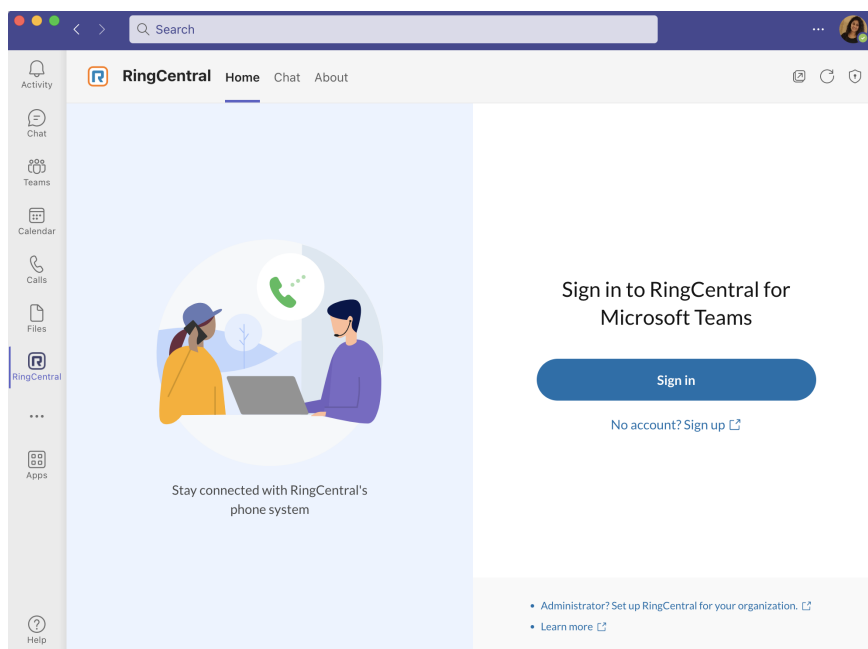 Search
Activity
Chat
Teams
Calendar
Calls
Files
RingCentral
Apps
Help
RingCentral Home Chat About
Stay connected with RingCentral's
phone system
Sign in to RingCentral for
Microsoft Teams
Sign in
No account? Sign up
Administrator? Set up RingCentral for your organization.
Learn more